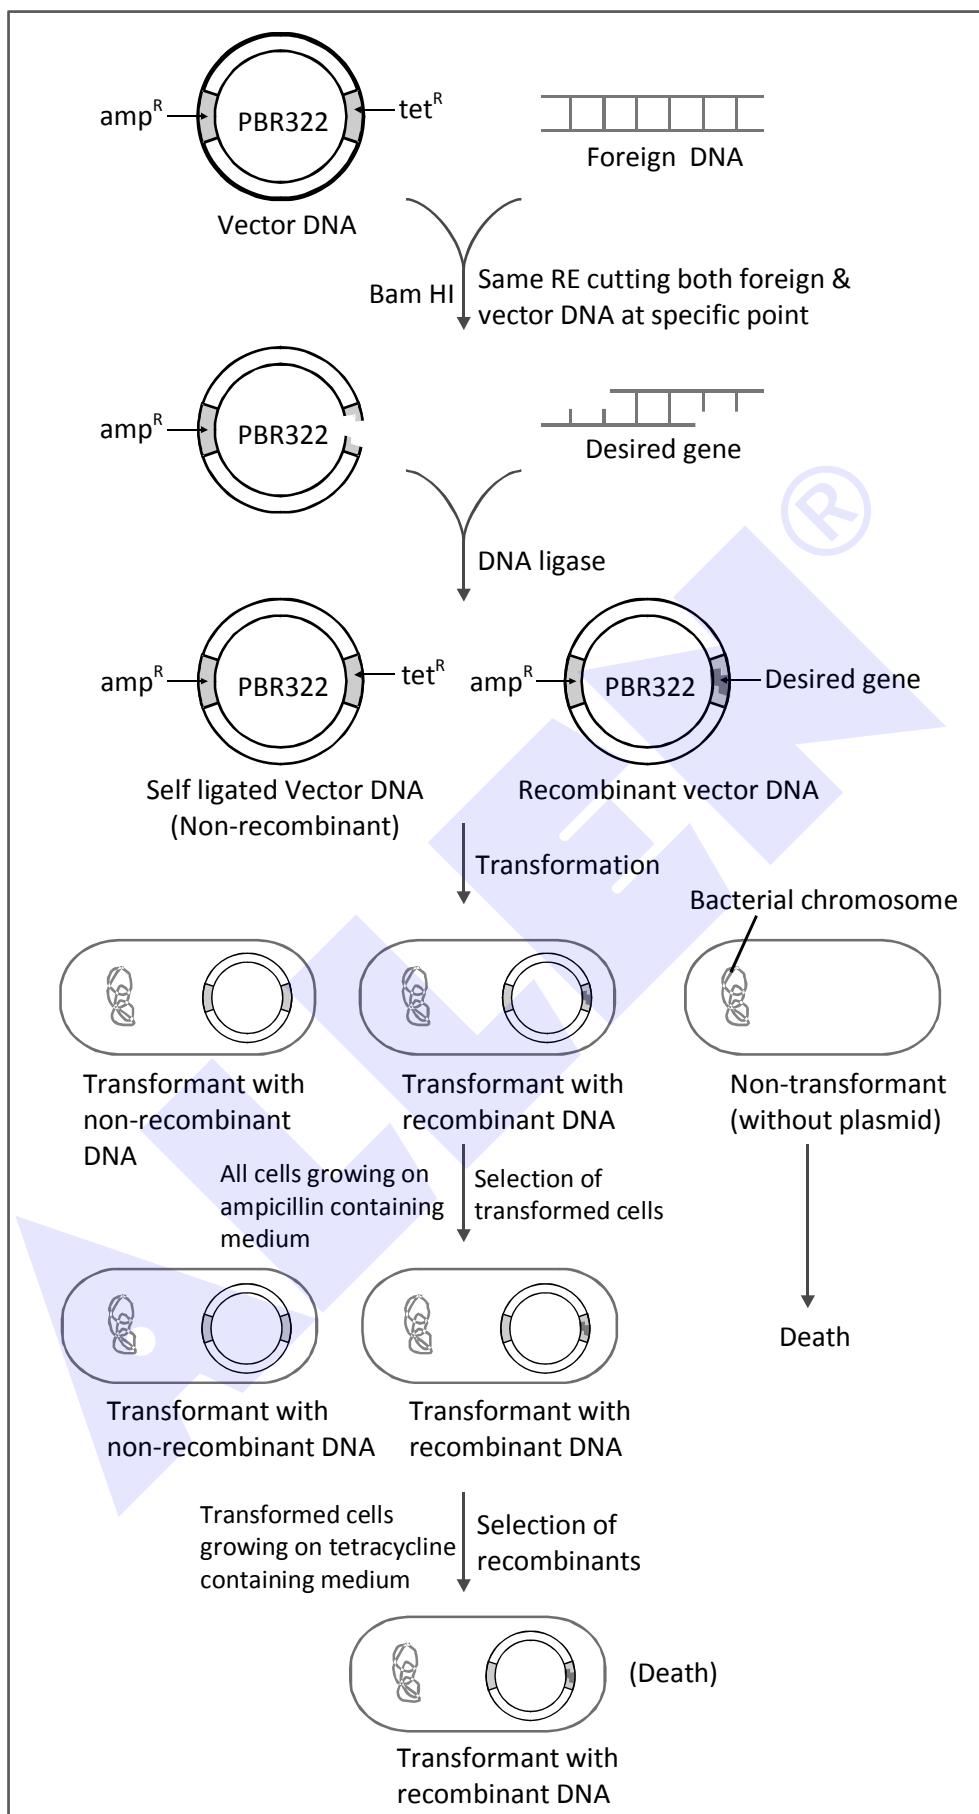 amp^R
PBR322
tet^R
Foreign DNA
Vector DNA
Bam HI
Same RE cutting both foreign &
vector DNA at specific point
amp^R
PBR322
Desired gene
DNA ligase
amp^R
PBR322
tet^R
amp^R
PBR322
Desired gene
Self ligated Vector DNA
(Non-recombinant)
Recombinant vector DNA
Transformation
Bacterial chromosome
Transformant with
non-recombinant
DNA
Transformant with
recombinant DNA
Non-transformant
(without plasmid)
All cells growing on
ampicillin containing
medium
Selection of
transformed cells
Death
Transformant with
non-recombinant DNA
Transformant with
recombinant DNA
Transformed cells
growing on tetracycline
containing medium
Selection of
recombinants
(Death)
Transformant with
recombinant DNA
ALLEN®